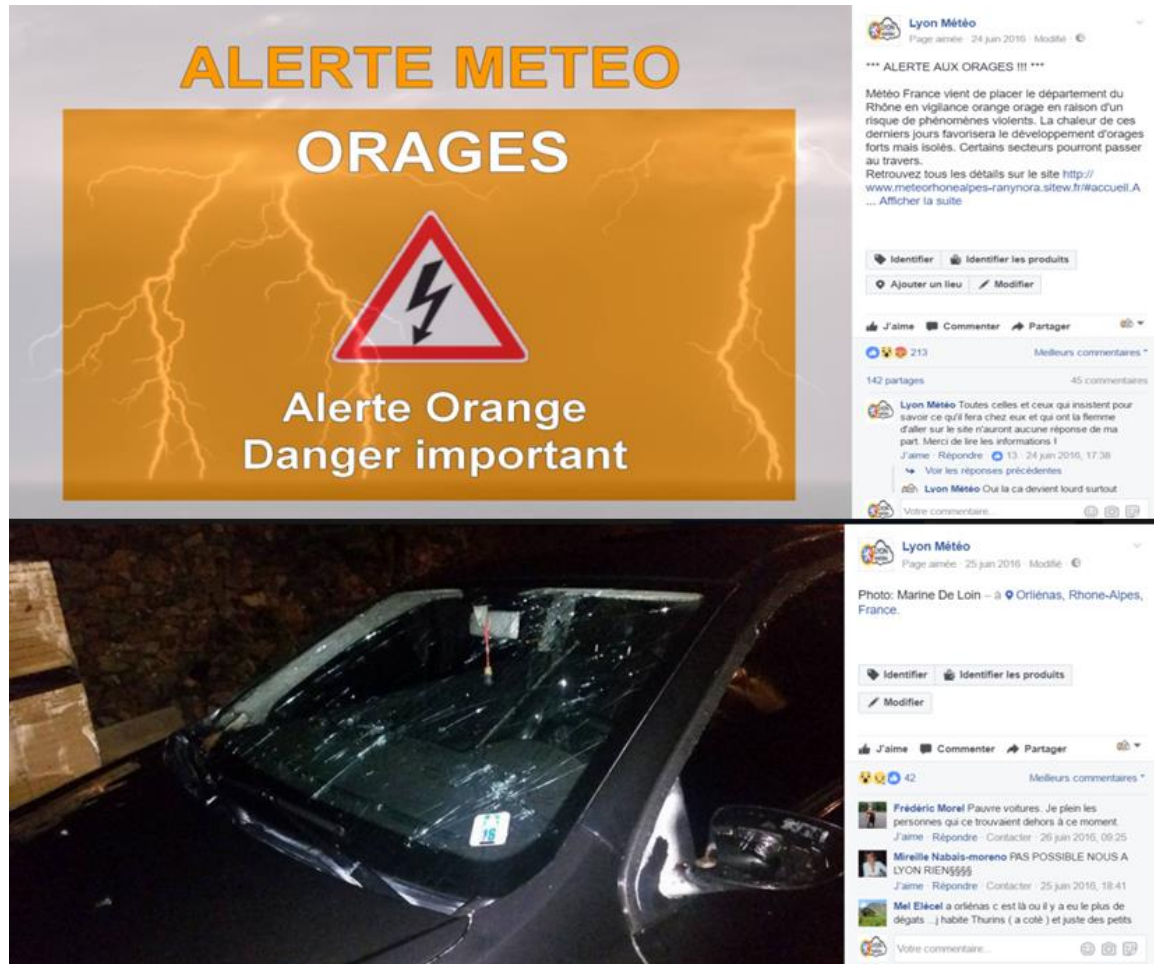 ALERTE METEO
ORAGES
Alerte Orange
Danger important
Lyon Météo
Page aimée · 24 juin 2016 · Modifié ·
*** ALERTE AUX ORAGES !!! ***
Météo France vient de placer le département du
Rhône en vigilance orange orage en raison d'un
risque de phénomènes violents. La chaleur de ces
derniers jours favorisera le développement d'orages
forts mais isolés. Certains secteurs pourront passer
au travers.
Retrouvez tous les détails sur le site http://
www.meteorhonealpes-ranynora.sitew.fr/#accueil.A
... Afficher la suite
Identifier Identifier les produits
Ajouter un lieu Modifier
J'aime Commenter Partager
213 Meilleurs commentaires
142 partages 45 commentaires
Lyon Météo Toutes celles et ceux qui insistent pour
savoir ce qu'il fera chez eux et qui ont la flemme
d'aller sur le site n'auront aucune réponse de ma
part. Merci de lire les informations !
J'aime · Répondre · 13 · 24 juin 2016, 17:38
Voir les réponses précédentes
Lyon Météo Oui la ca devient lourd surtout
Votre commentaire...
Lyon Météo
Page aimée · 25 juin 2016 · Modifié ·
Photo: Marine De Loin – à Orliénas, Rhone-Alpes,
France.
Identifier Identifier les produits
Modifier
J'aime Commenter Partager
42 Meilleurs commentaires
Frédéric Morel Pauvre voitures. Je plein les
personnes qui ce trouvaient dehors à ce moment.
J'aime · Répondre · Contacter · 26 juin 2016, 09:25
Mireille Nabais-moreno PAS POSSIBLE NOUS A
LYON RIEN§§§§
J'aime · Répondre · Contacter · 25 juin 2016, 18:41
Mel Elécel a orliénas c est là ou il y a eu le plus de
dégats ...j habite Thurins ( a coté ) et juste des petits
Votre commentaire...